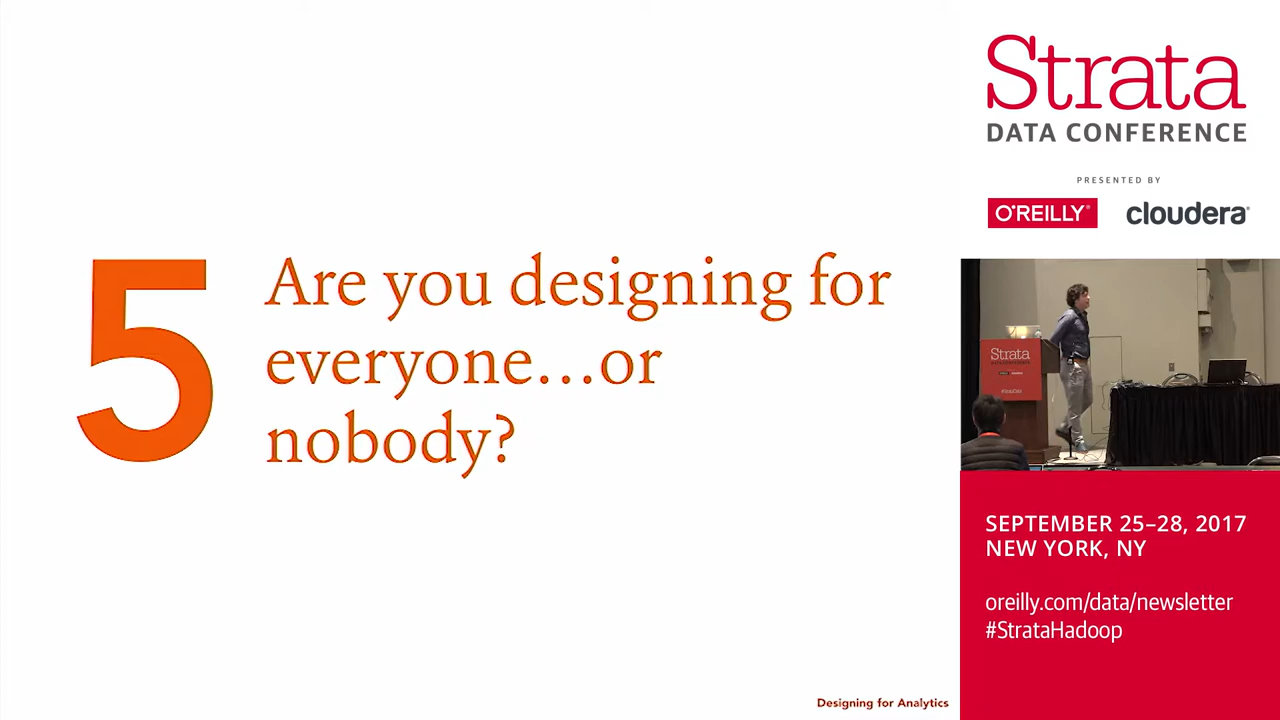 5
Are you designing for
everyone...or
nobody?
Designing for Analytics
Strata
DATA CONFERENCE
PRESENTED BY
O'REILLY®
cloudera®
Strata
SEPTEMBER 25–28, 2017
NEW YORK, NY
oreilly.com/data/newsletter
#StrataHadoop